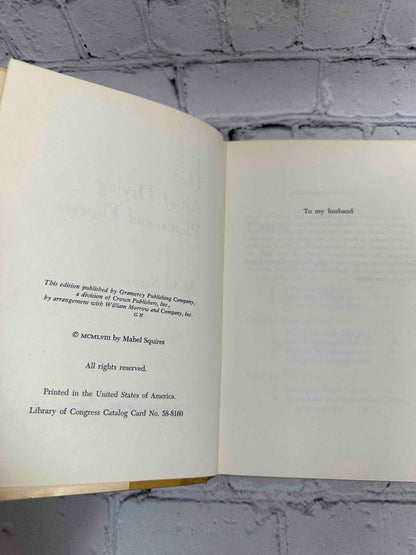 This edition published by Gramercy Publishing Company,
a division of Crown Publishers, Inc.,
by arrangement with William Morrow and Company, Inc.
G H
© MCMLVIII by Mabel Squires
All rights reserved.
Printed in the United States of America.
Library of Congress Catalog Card No. 58-8160
To my husband